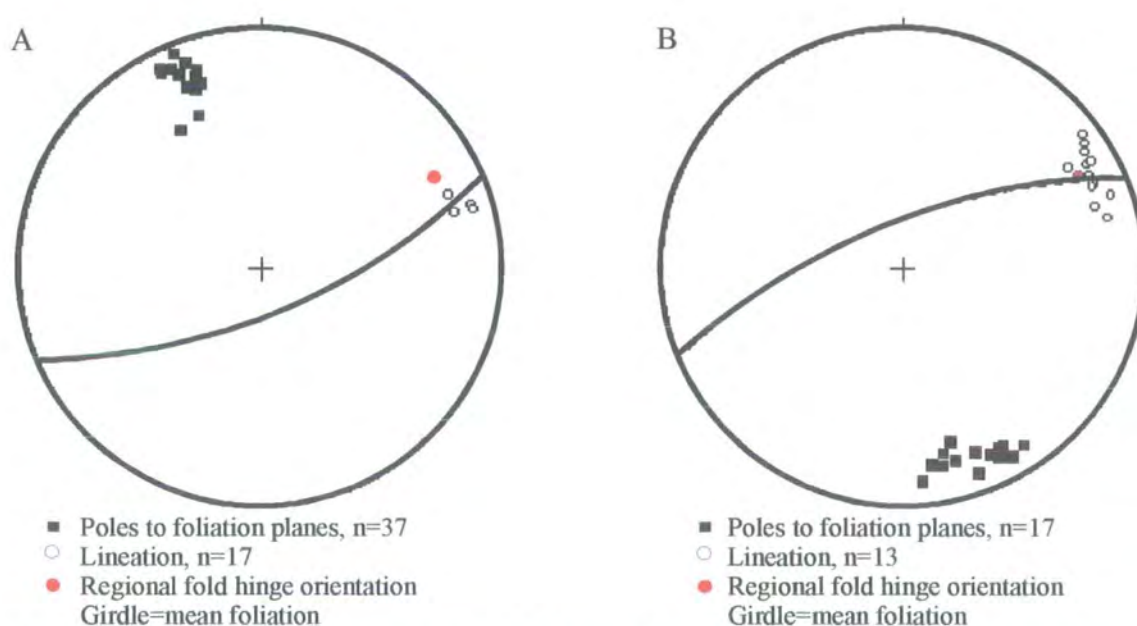 A
B
Poles to foliation planes, n=37
Lineation, n=17
Regional fold hinge orientation
Girdle=mean foliation
Poles to foliation planes, n=17
Lineation, n=13
Regional fold hinge orientation
Girdle=mean foliation